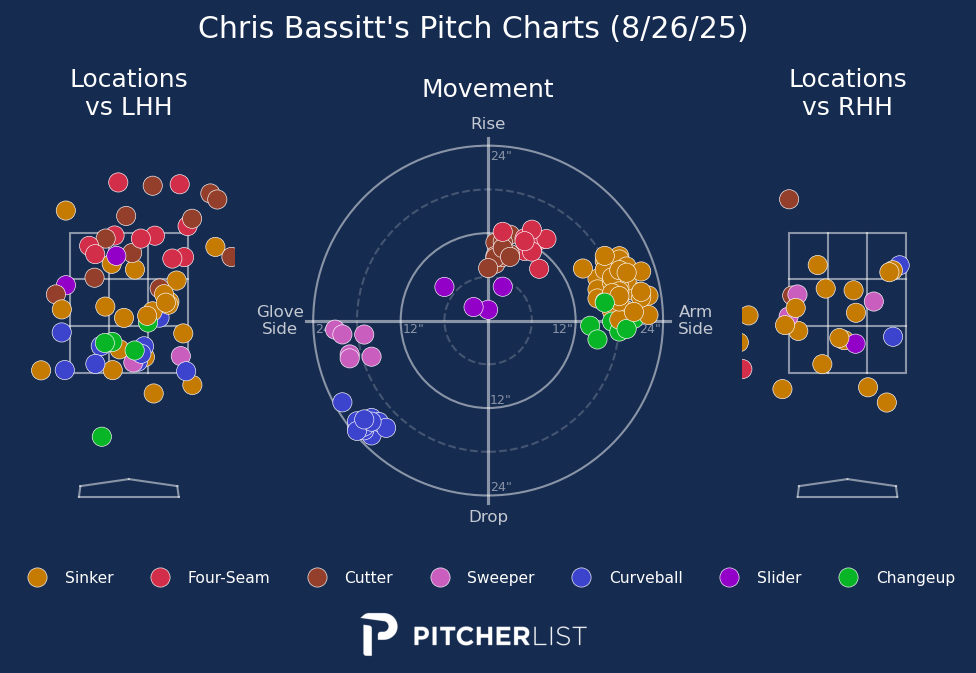 Chris Bassitt's Pitch Charts (8/26/25)
Locations
vs LHH
Movement
Locations
vs RHH
Rise
24"
Glove
Side
24"
12"
12"
24"
Arm
Side
12"
24"
Drop
Sinker
Four-Seam
Cutter
Sweeper
Curveball
Slider
Changeup
PITCHERLIST